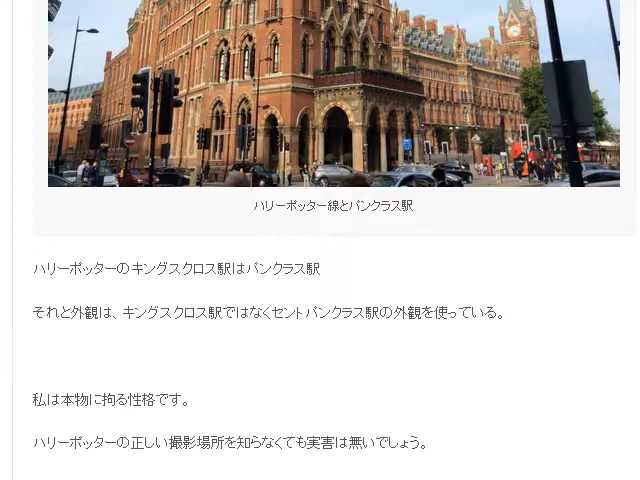 ハリーポッター線とパンクラス駅
ハリーポッターのキングスクロス駅はパンクラス駅
それと外観は、キングスクロス駅ではなくセントパンクラス駅の外観を使っている。
私は本物に拘る性格です。
ハリーポッターの正しい撮影場所を知らなくても実害は無いでしょう。